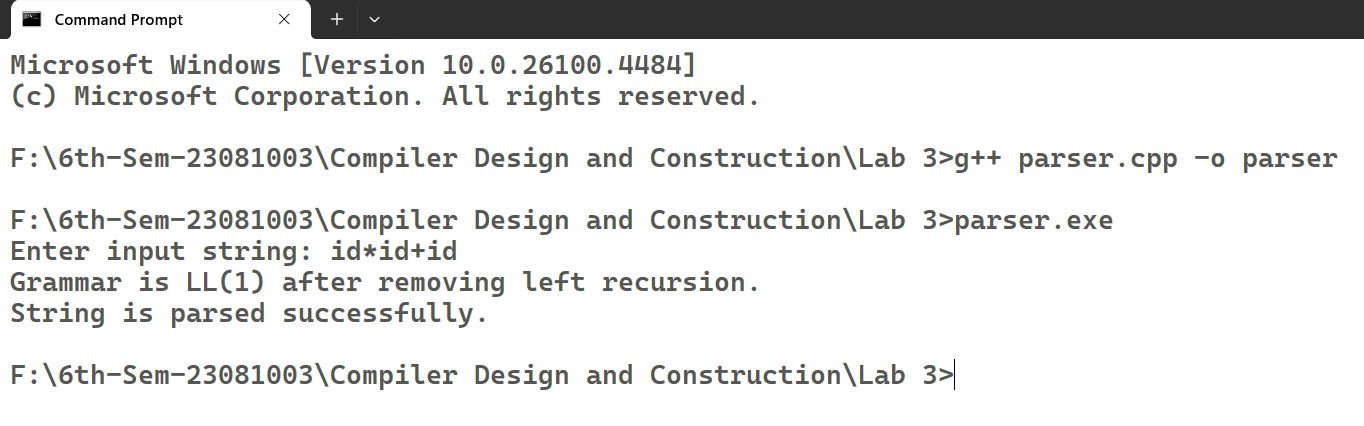 Command Prompt
Microsoft Windows [Version 10.0.26100.4484]
(c) Microsoft Corporation. All rights reserved.
F:\6th-Sem-23081003\Compiler Design and Construction\Lab 3>g++ parser.cpp -o parser
F:\6th-Sem-23081003\Compiler Design and Construction\Lab 3>parser.exe
Enter input string: id*id+id
Grammar is LL(1) after removing left recursion.
String is parsed successfully.
F:\6th-Sem-23081003\Compiler Design and Construction\Lab 3>